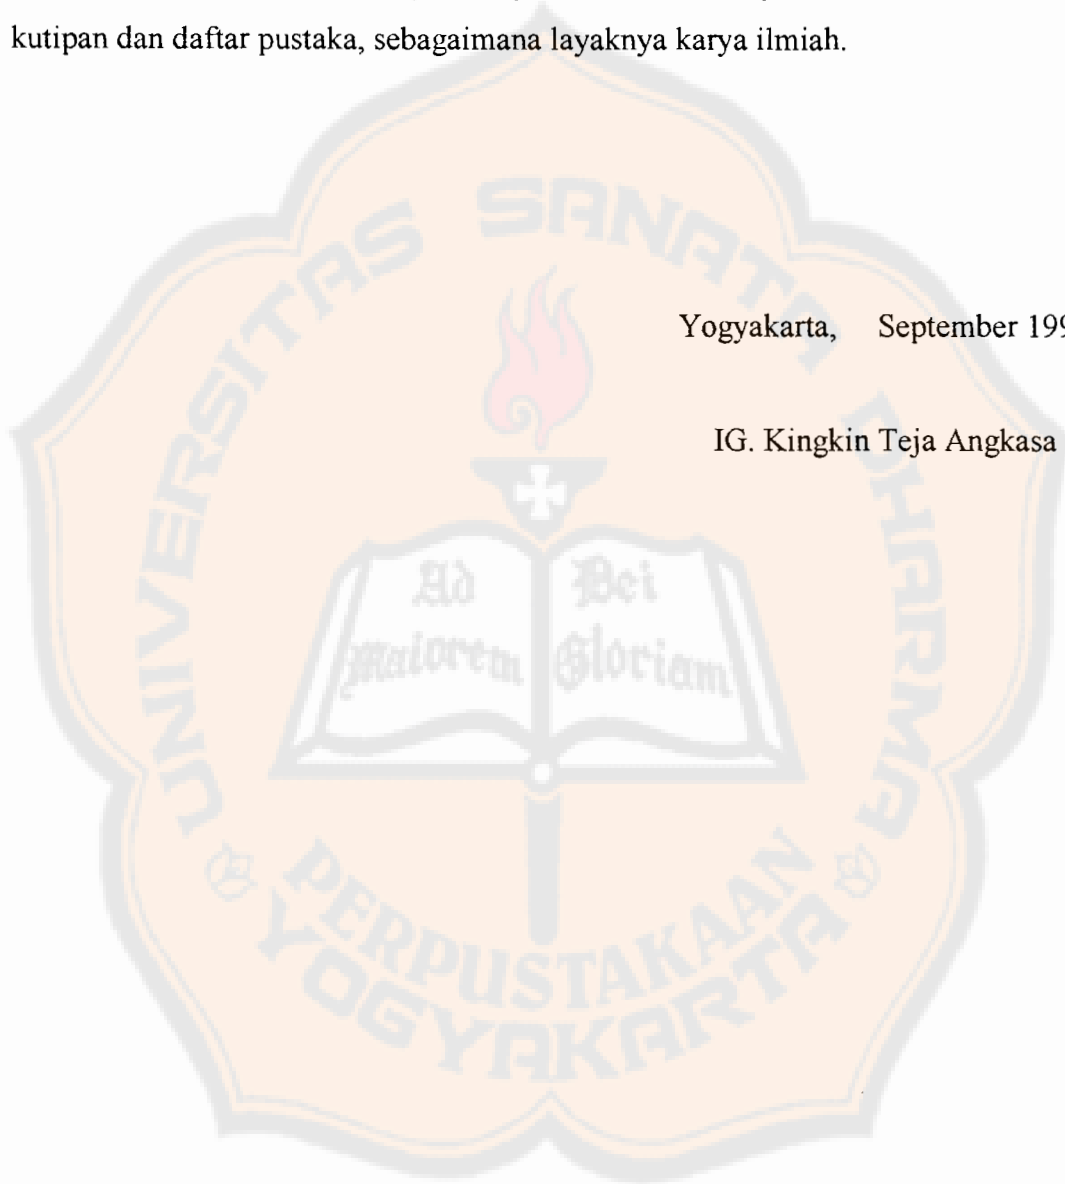 kutipan dan daftar pustaka, sebagaimana layaknya karya ilmiah.
UNIVERSITAS SANATA DHARMA
Yogyakarta, September 199
IG. Kingkin Teja Angkasa
Ad Dei
Maiorem Gloriam
PERPUSTAKAAN
YOGYAKARTA